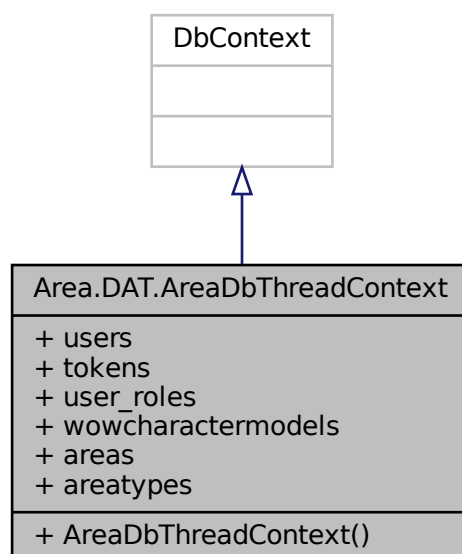 DbContext
Area.DAT.AreaDbThreadContext
+ users
+ tokens
+ user_roles
+ wowcharactermodels
+ areas
+ areatypes
+ AreaDbThreadContext()